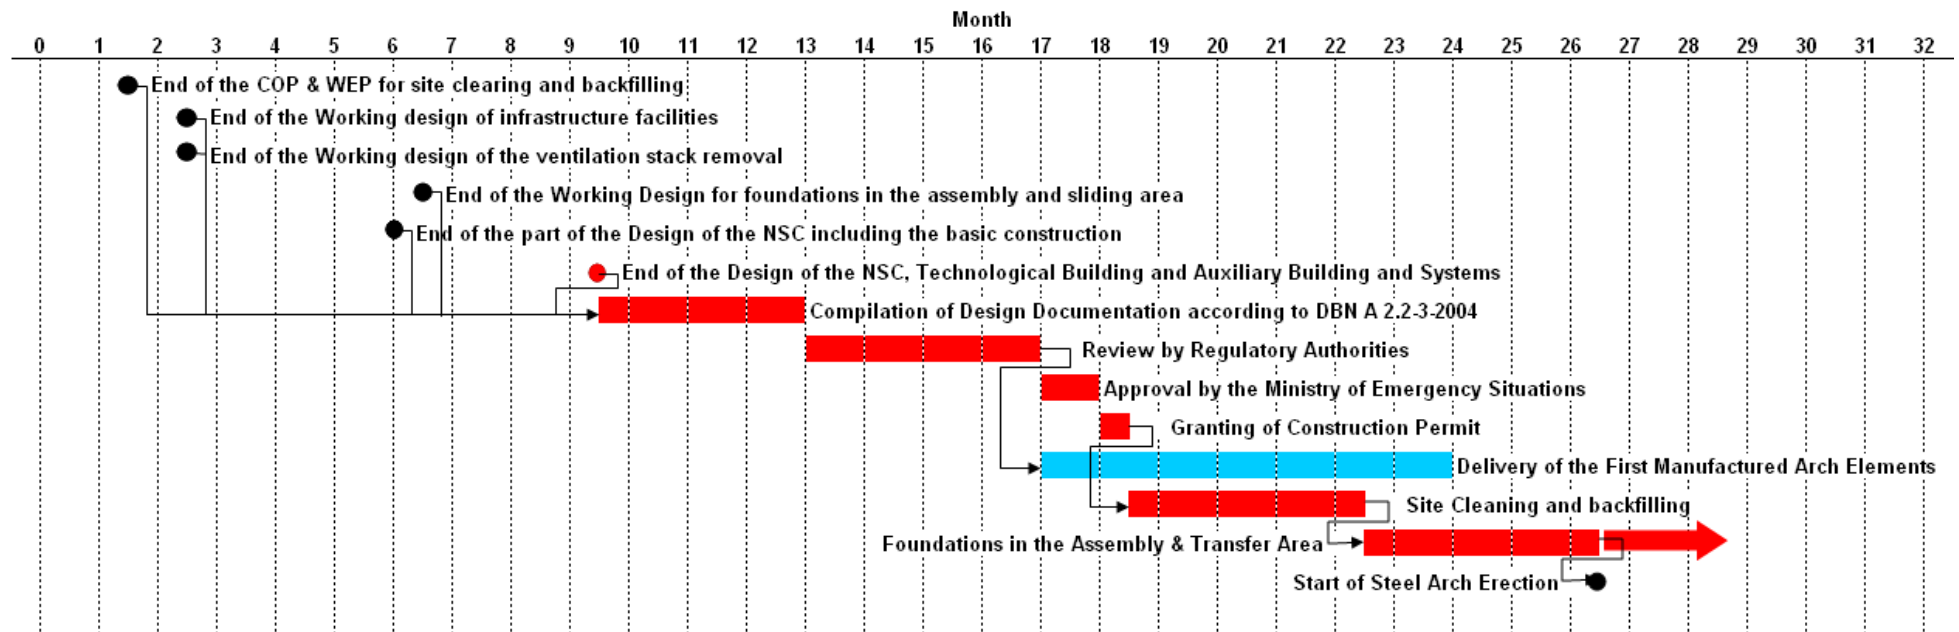 Month
0 1 2 3 4 5 6 7 8 9 10 11 12 13 14 15 16 17 18 19 20 21 22 23 24 25 26 27 28 29 30 31 32
End of the COP & WEP for site clearing and backfilling
End of the Working design of infrastructure facilities
End of the Working design of the ventilation stack removal
End of the Working Design for foundations in the assembly and sliding area
End of the part of the Design of the NSC including the basic construction
End of the Design of the NSC, Technological Building and Auxiliary Building and Systems
Compilation of Design Documentation according to DBN A 2.2-3-2004
Review by Regulatory Authorities
Approval by the Ministry of Emergency Situations
Granting of Construction Permit
Delivery of the First Manufactured Arch Elements
Site Cleaning and backfilling
Foundations in the Assembly & Transfer Area
Start of Steel Arch Erection